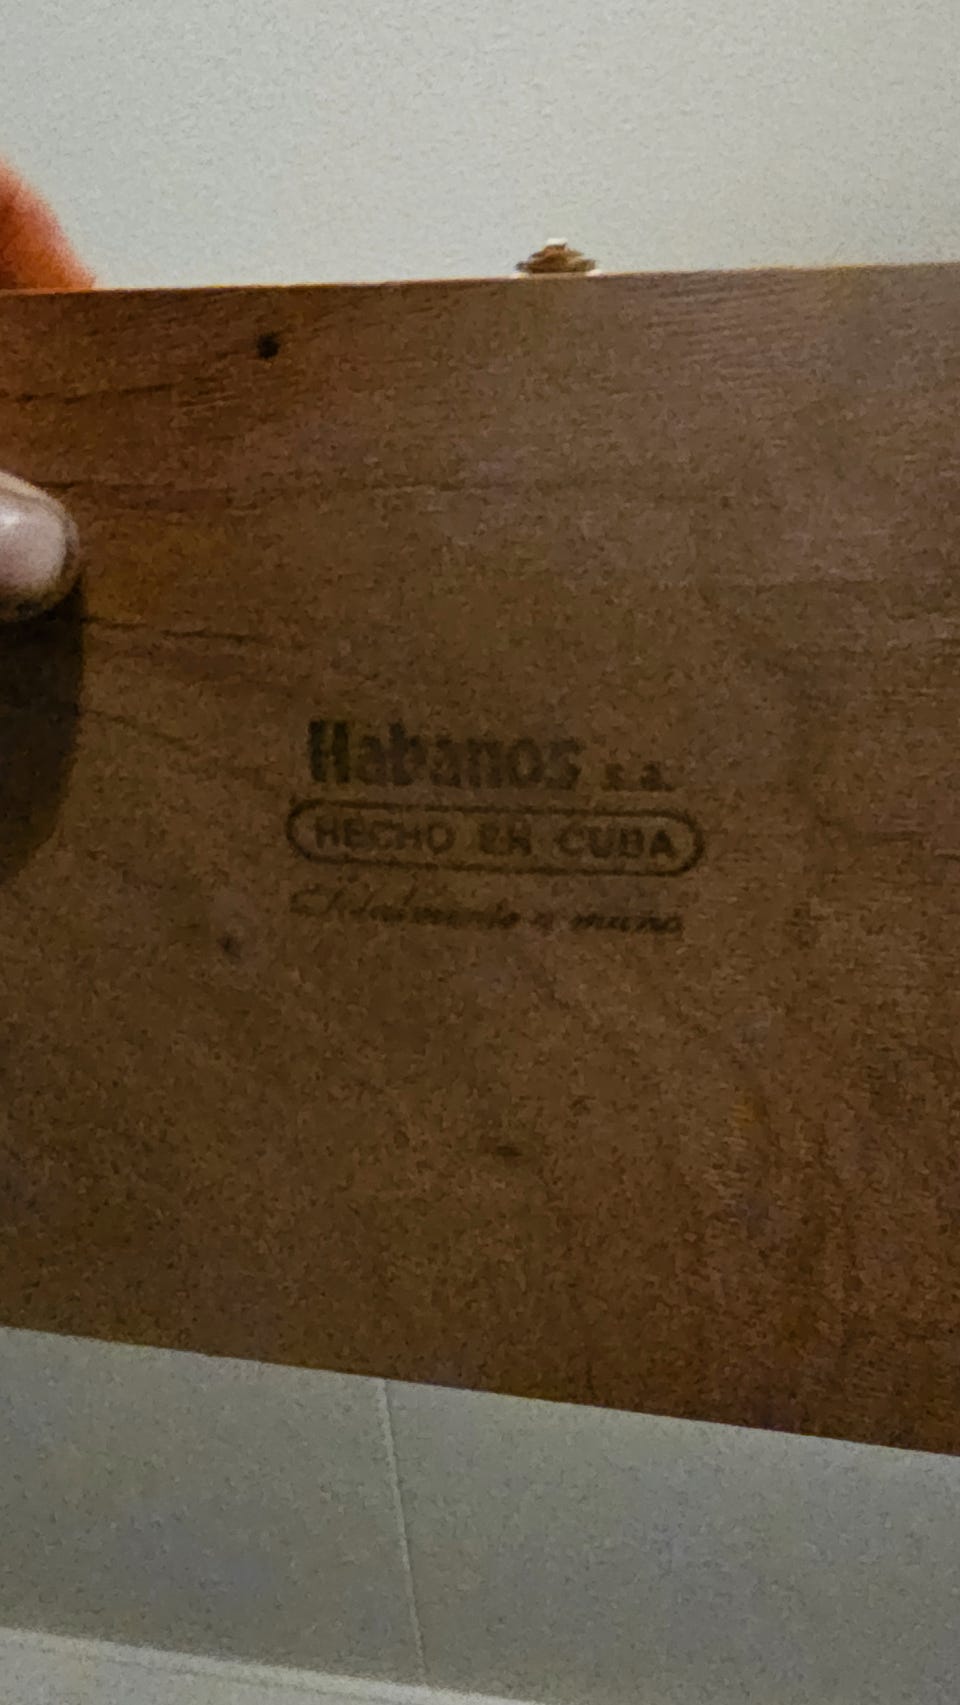 Habanos s.a.
HECHO EN CUBA
Totalmente a mano